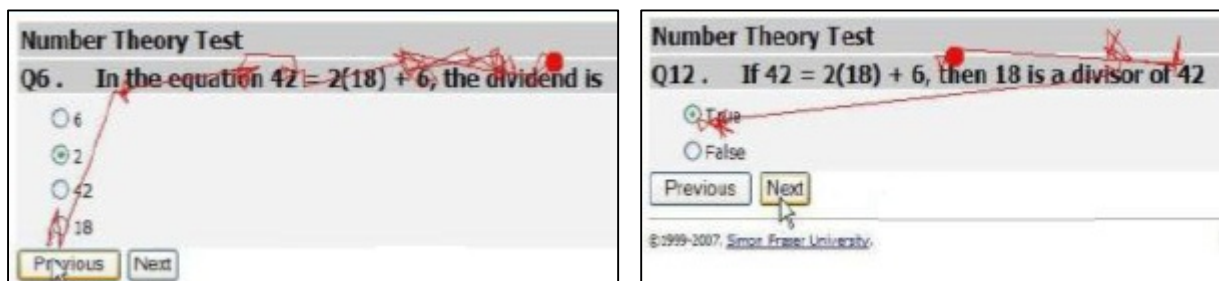 Number Theory Test
Q6 . In the equation 42 = 2(18) + 6, the dividend is
6
2
42
18
Previous Next
Number Theory Test
Q12 . If 42 = 2(18) + 6, then 18 is a divisor of 42
True
False
Previous Next
©1999-2007, Simon Fraser University.